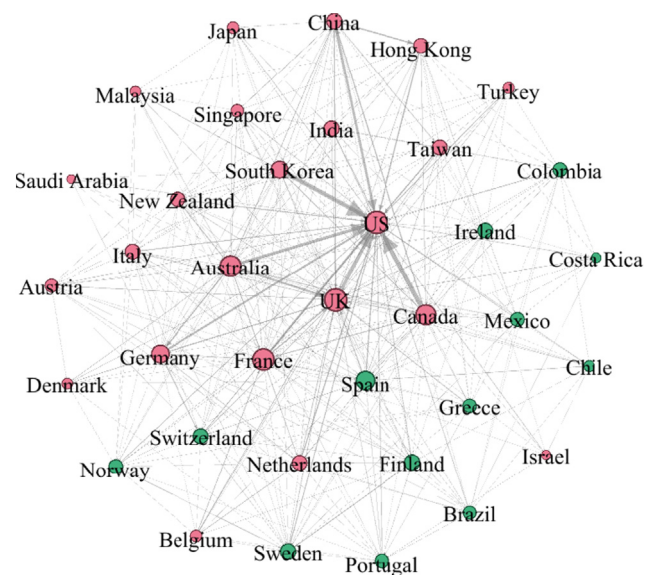 China
Japan
Hong Kong
Malaysia
Turkey
Singapore
India
Taiwan
South Korea
Colombia
Saudi Arabia
New Zealand
US
Ireland
Italy
Australia
Costa Rica
Austria
UK
Canada
Mexico
Germany
France
Chile
Denmark
Spain
Greece
Switzerland
Norway
Netherlands
Finland
Israel
Brazil
Belgium
Sweden
Portugal